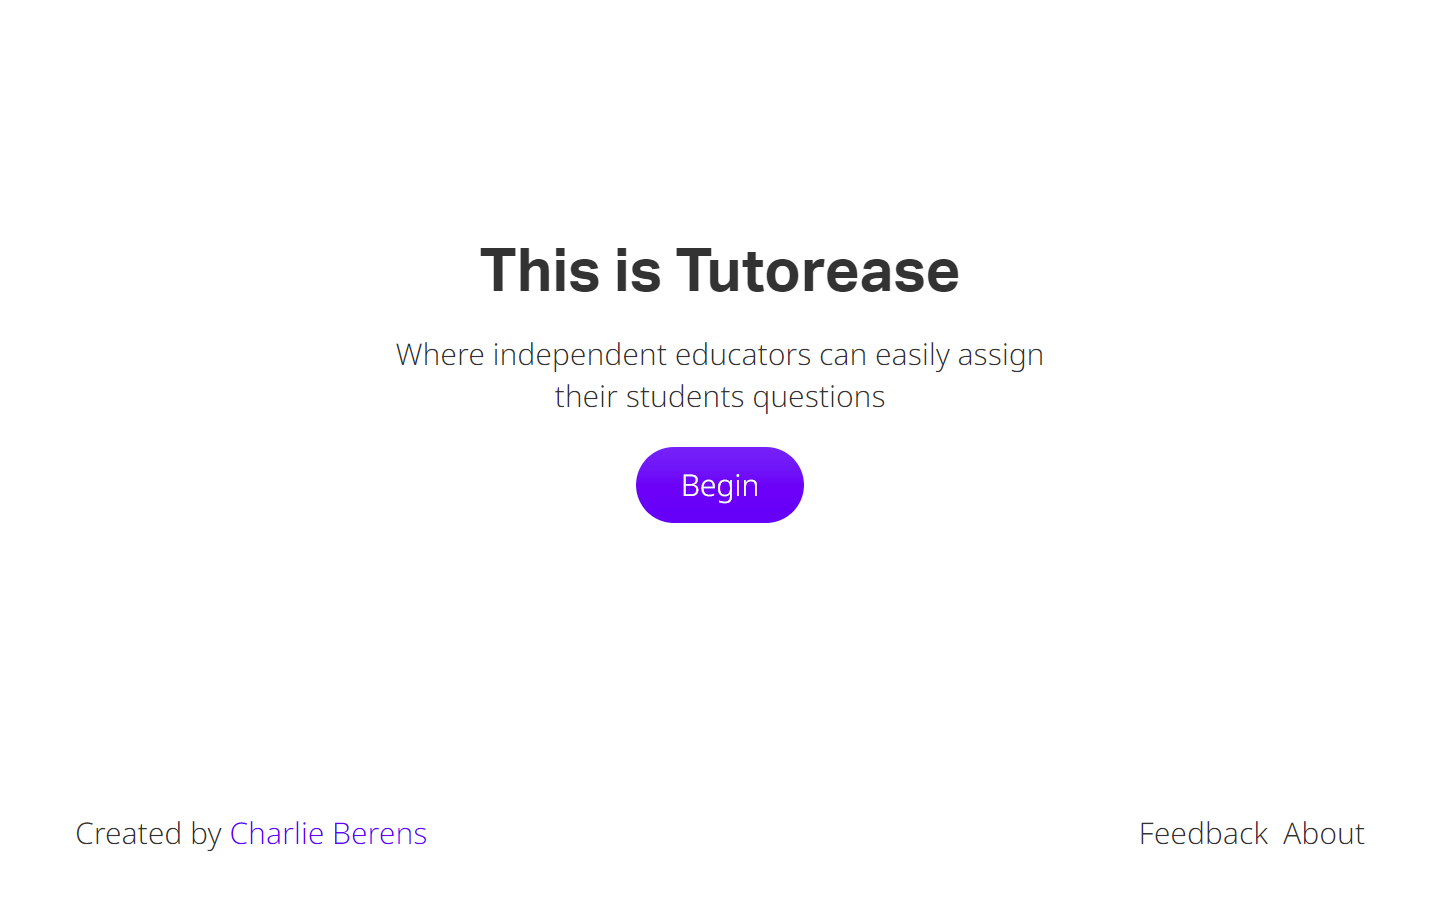 This is Tutorease
Where independent educators can easily assign
their students questions
Begin
Created by Charlie Berens
Feedback About